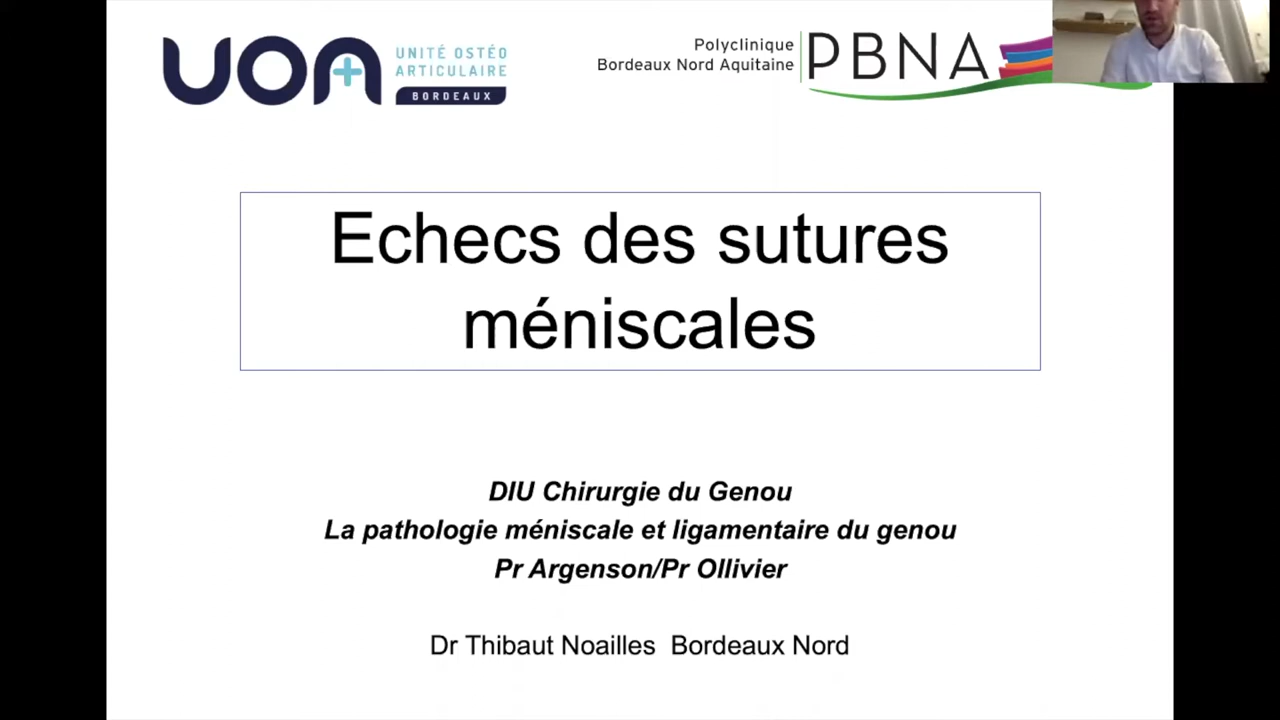 UOA
UNITÉ OSTÉO
ARTICULAIRE
BORDEAUX
Polyclinique
Bordeaux Nord Aquitaine
PBNA
Echecs des sutures
méniscales
DIU Chirurgie du Genou
La pathologie méniscale et ligamentaire du genou
Pr Argenson/Pr Ollivier
Dr Thibaut Noailles  Bordeaux Nord